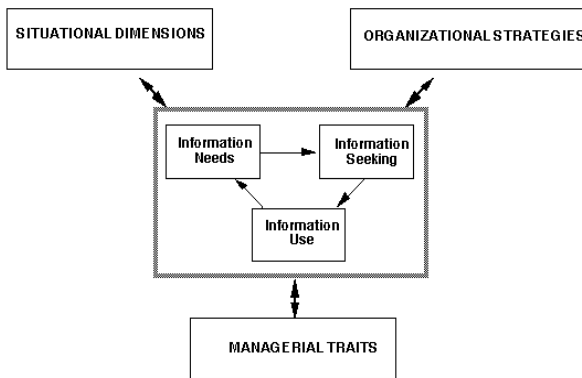 SITUATIONAL DIMENSIONS
ORGANIZATIONAL STRATEGIES
Information
Needs
Information
Seeking
Information
Use
MANAGERIAL TRAITS